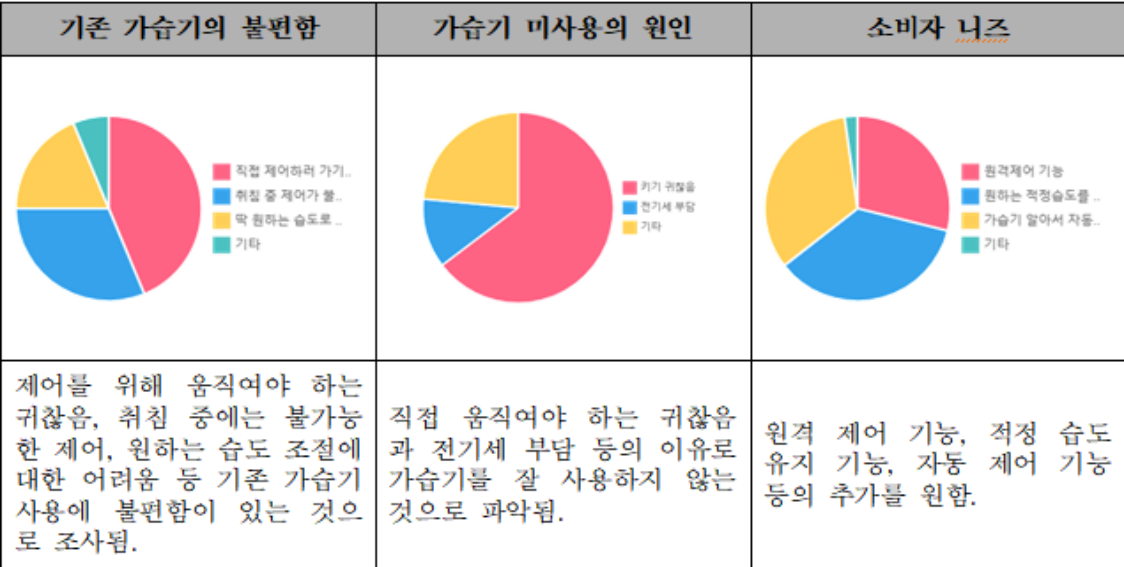 기존 가습기의 불편함
가습기 미사용의 원인
소비자 니즈
직접 제어하러 가기..
취침 중 제어가 불..
딱 원하는 습도로 ..
기타
키기 귀찮음
전기세 부담
기타
원격제어 기능
원하는 적정습도를 ..
가습기 알아서 자동..
기타
제어를 위해 움직여야 하는
귀찮음, 취침 중에는 불가능
한 제어, 원하는 습도 조절에
대한 어려움 등 기존 가습기
사용에 불편함이 있는 것으
로 조사됨.
직접 움직여야 하는 귀찮음
과 전기세 부담 등의 이유로
가습기를 잘 사용하지 않는
것으로 파악됨.
원격 제어 기능, 적정 습도
유지 기능, 자동 제어 기능
등의 추가를 원함.